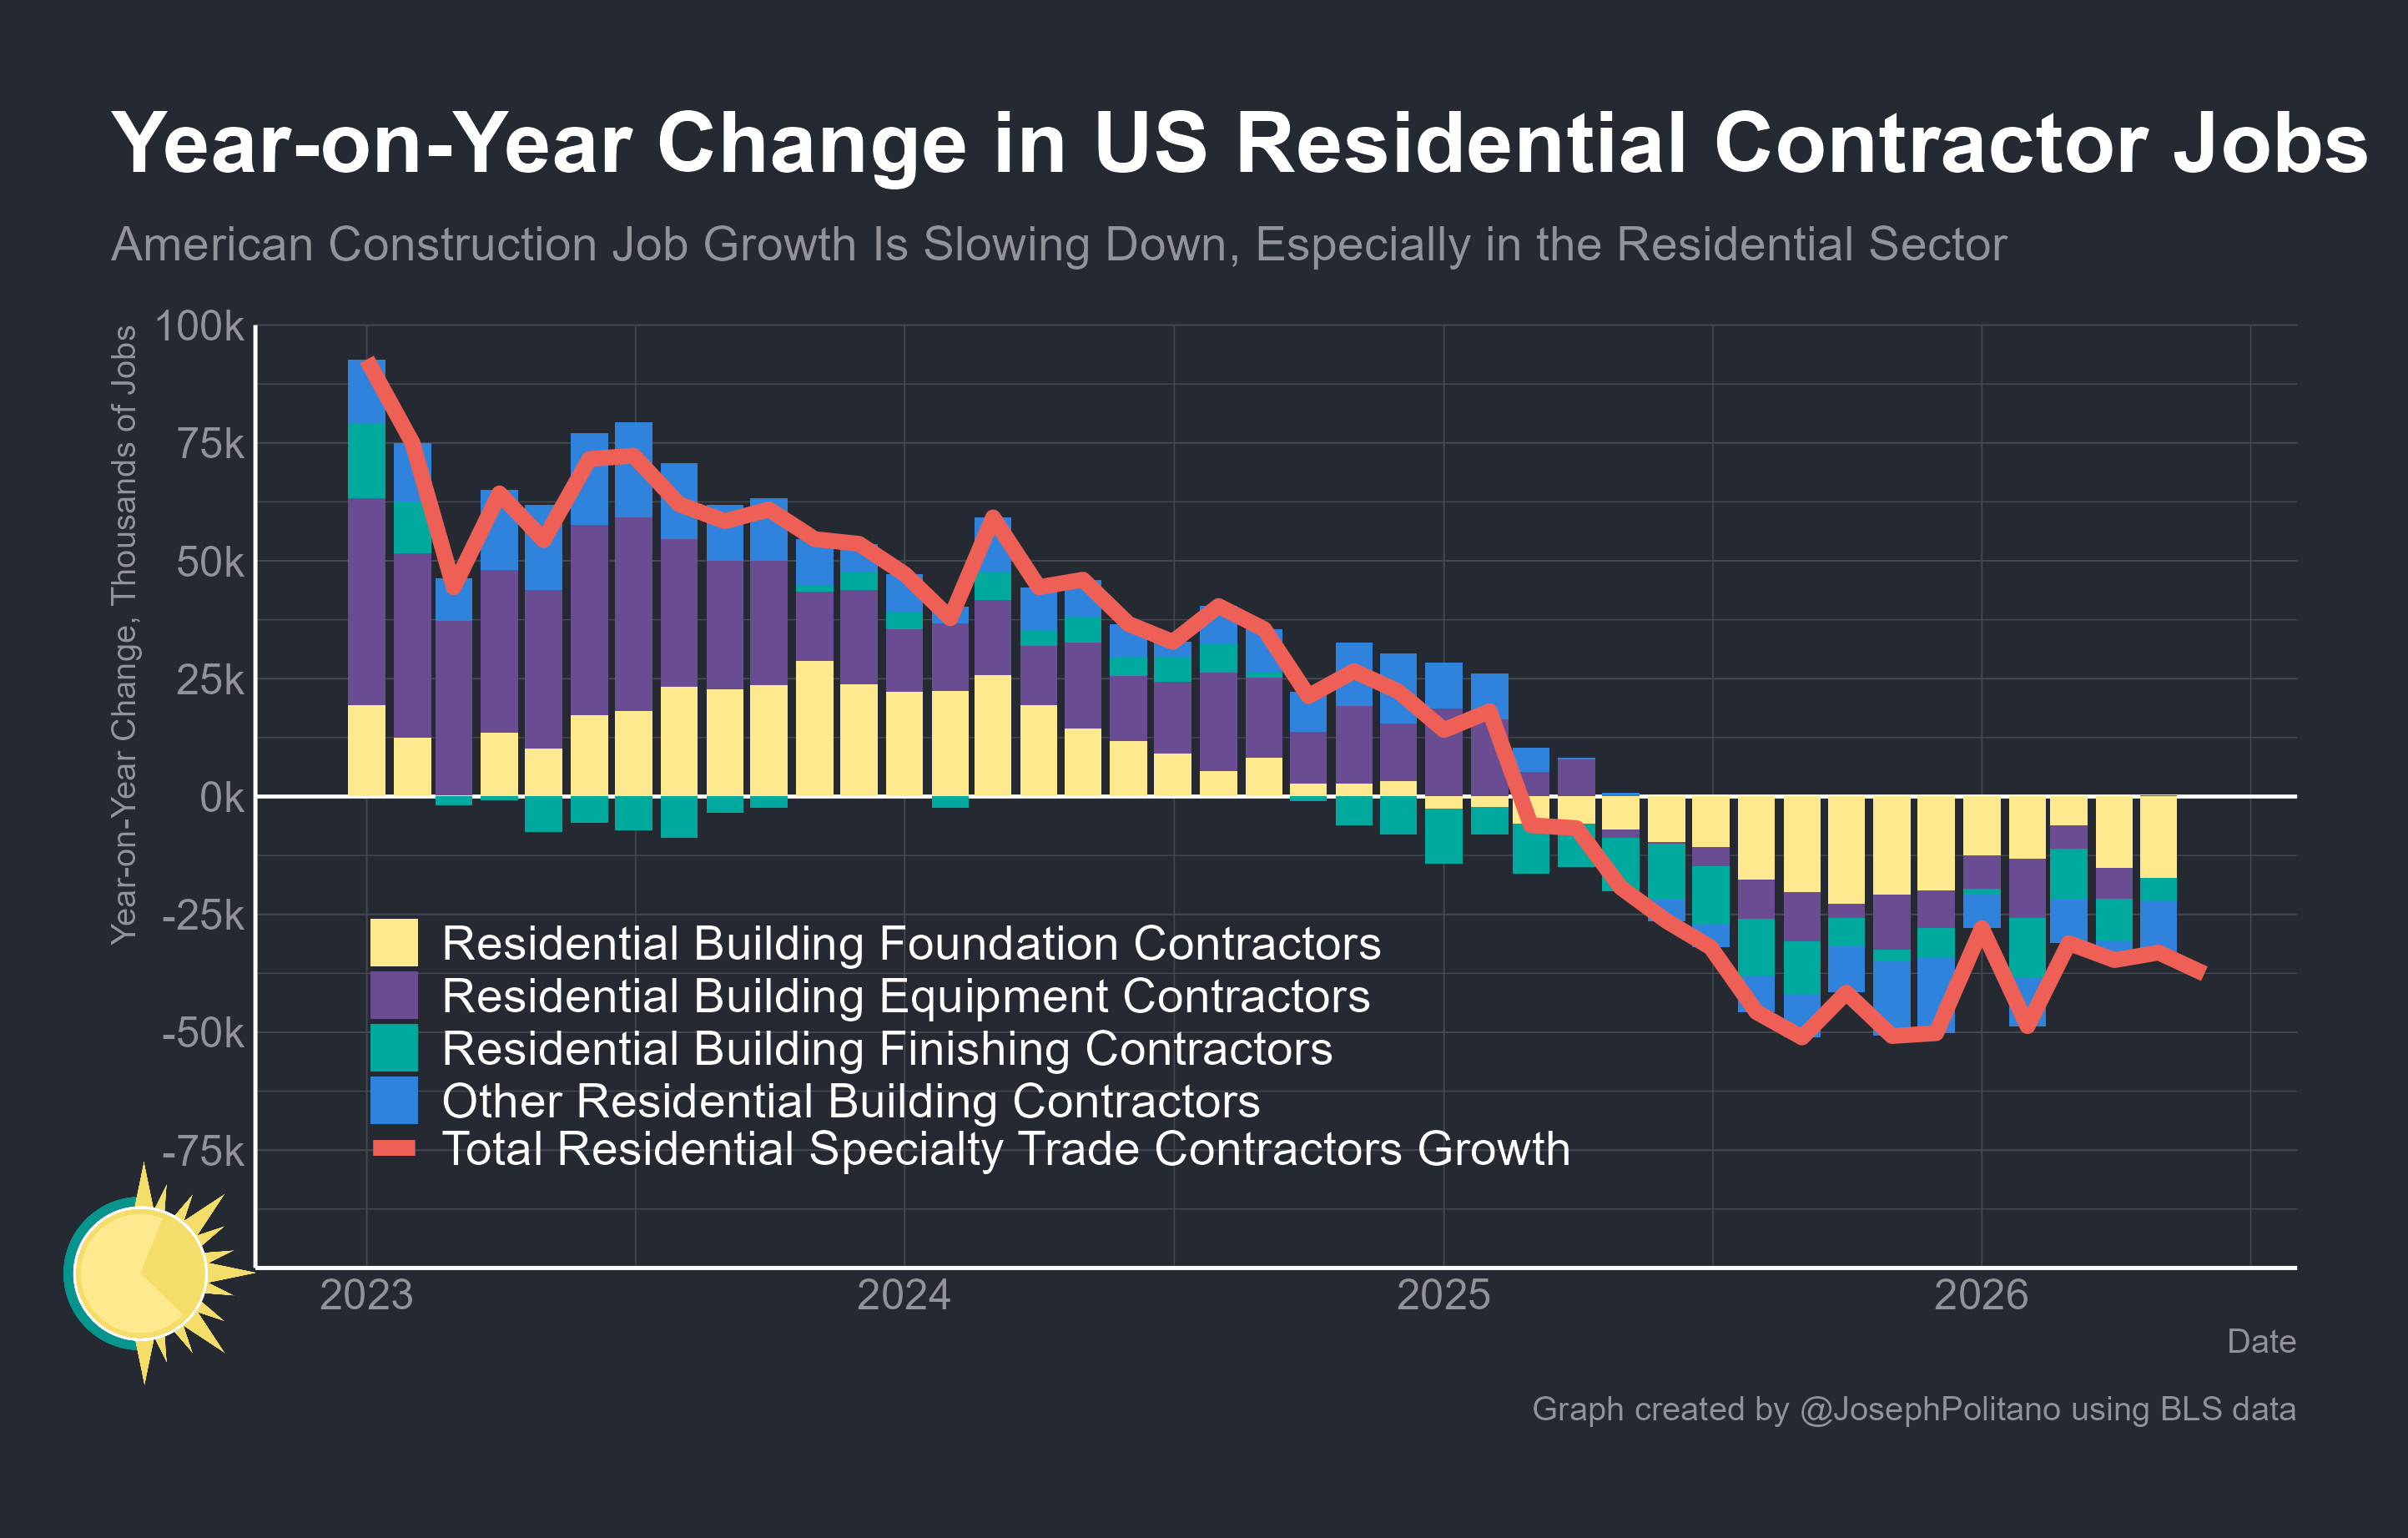 Year-on-Year Change in US Residential Contractor Jobs
American Construction Job Growth Is Slowing Down, Especially in the Residential Sector
Year-on-Year Change, Thousands of Jobs
100k
75k
50k
25k
0k
-25k
-50k
-75k
Residential Building Foundation Contractors
Residential Building Equipment Contractors
Residential Building Finishing Contractors
Other Residential Building Contractors
Total Residential Specialty Trade Contractors Growth
2023
2024
2025
2026
Date
Graph created by @JosephPolitano using BLS data